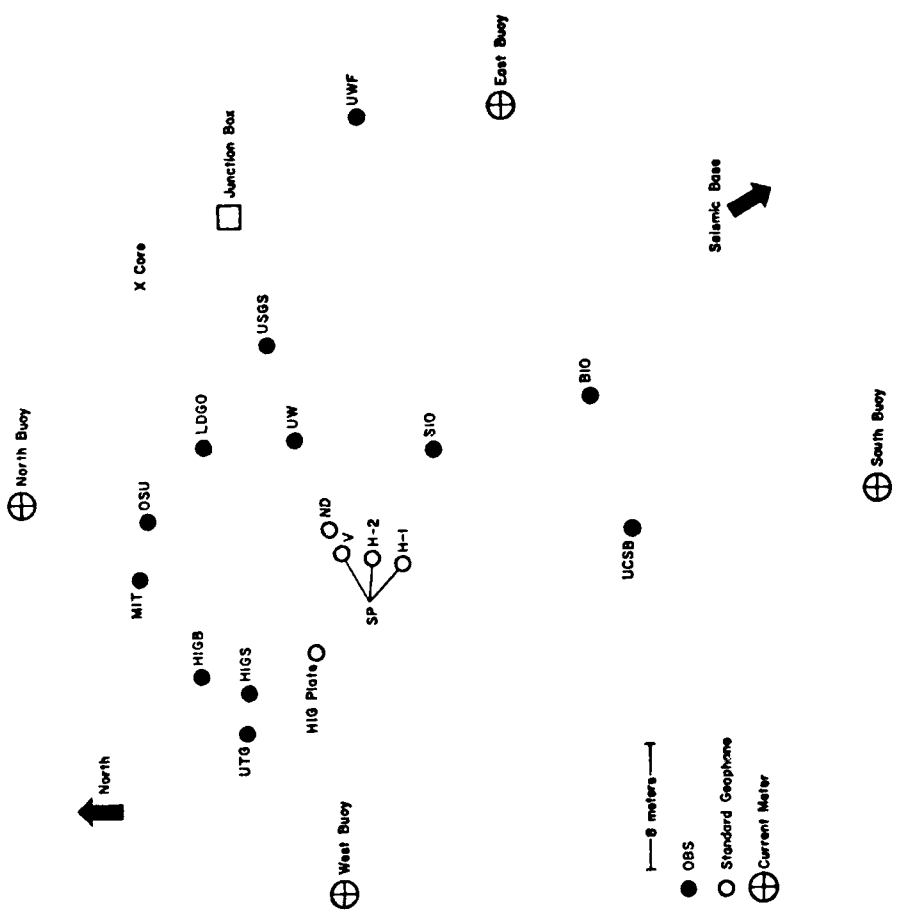 North Buoy
East Buoy
UWF
Junction Box
X Core
USGS
LDGO
UW
OSU
MIT
ND
V
H-2
H-1
SP
SIO
BIO
UCSB
HIGB
HIGS
UTG
HIG Plate
North
West Buoy
South Buoy
Seismic Base
8 meters
OBS
Standard Geophone
Current Meter